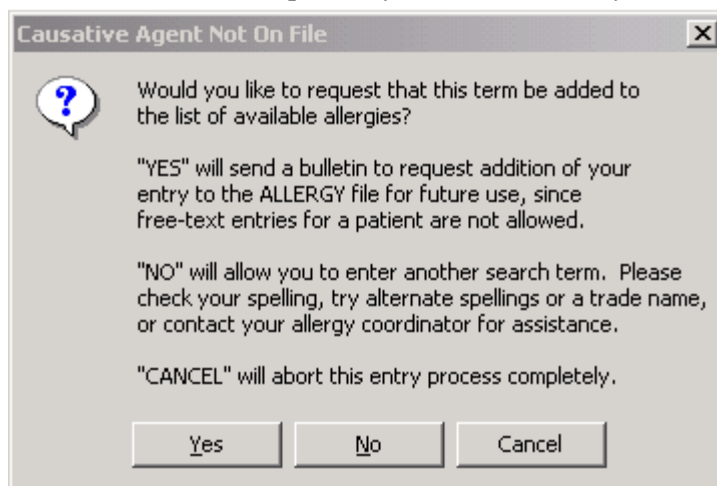 Causative Agent Not On File
Would you like to request that this term be added to
the list of available allergies?
"YES" will send a bulletin to request addition of your
entry to the ALLERGY file for future use, since
free-text entries for a patient are not allowed.
"NO" will allow you to enter another search term.  Please
check your spelling, try alternate spellings or a trade name,
or contact your allergy coordinator for assistance.
"CANCEL" will abort this entry process completely.
Yes No Cancel